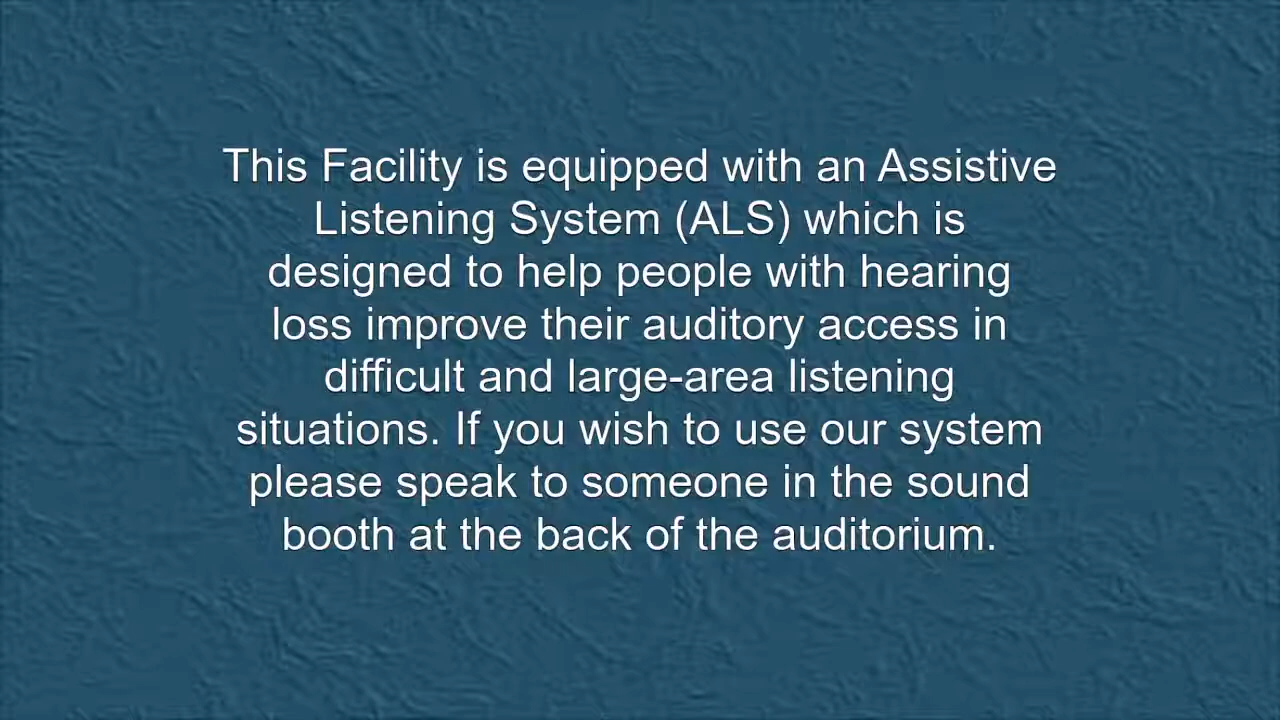 This Facility is equipped with an Assistive
Listening System (ALS) which is
designed to help people with hearing
loss improve their auditory access in
difficult and large-area listening
situations. If you wish to use our system
please speak to someone in the sound
booth at the back of the auditorium.